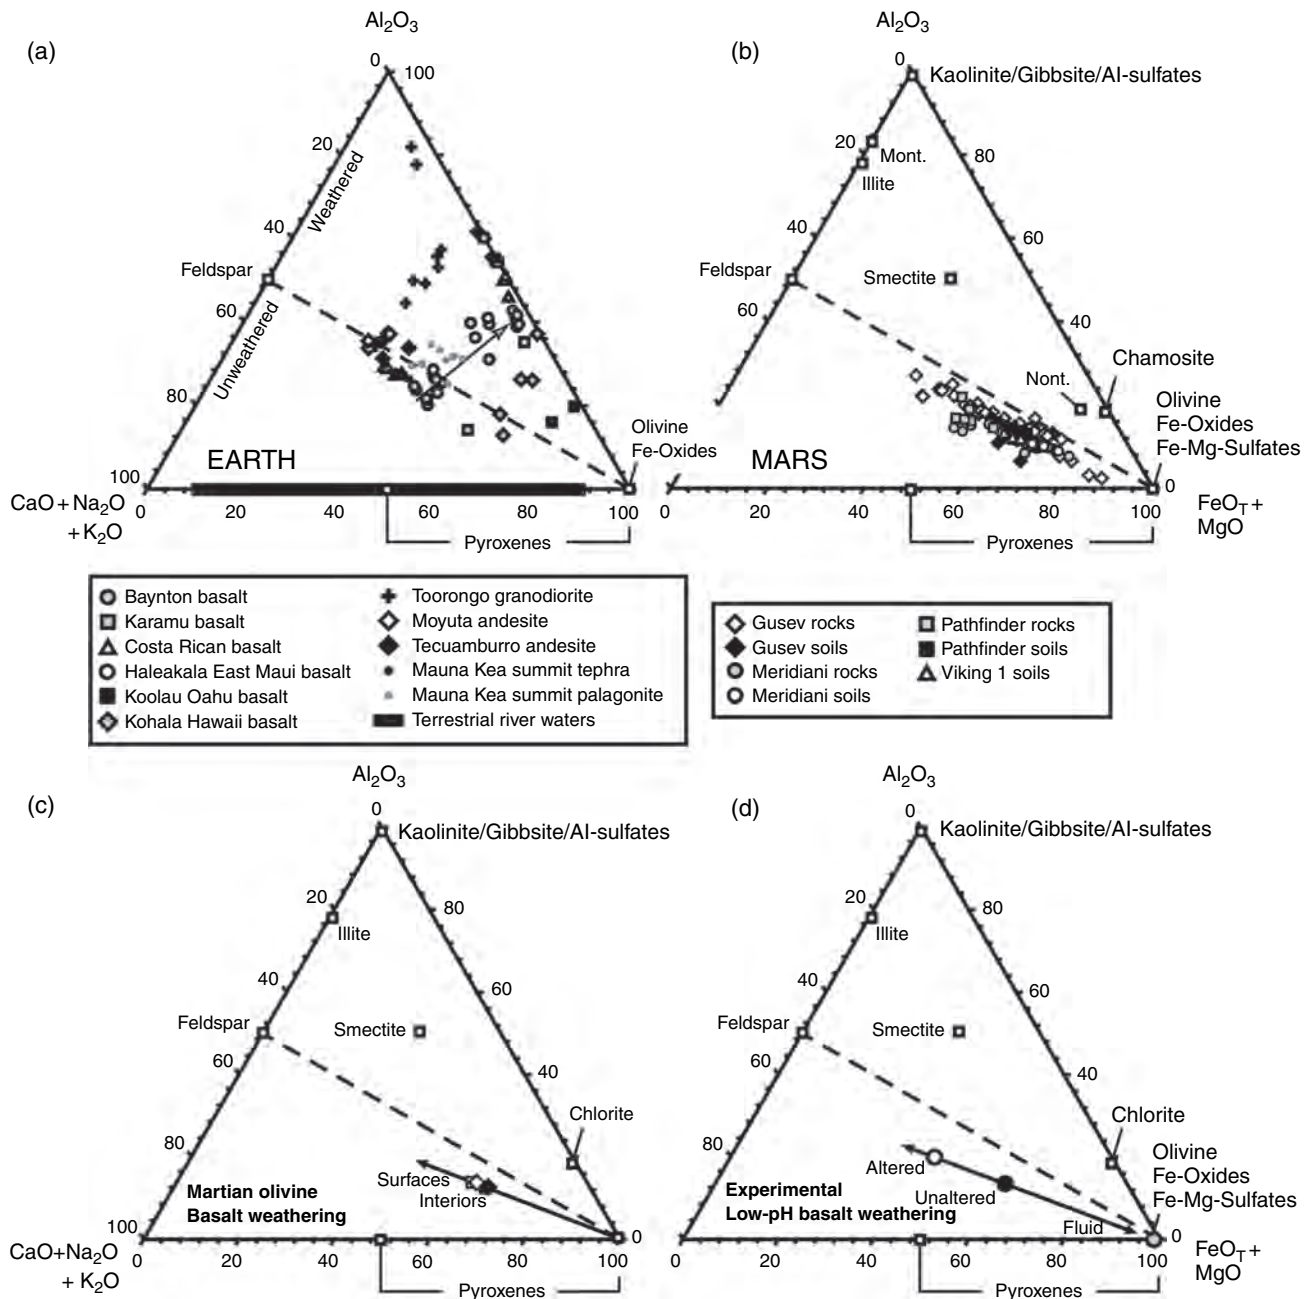 (a)
Al₂O₃
0
100
20
Weathered
40
Feldspar
60
Unweathered
80
EARTH
Olivine
Fe-Oxides
100
0
CaO + Na₂O
+ K₂O
0
20
40
60
80
100
Pyroxenes
(b)
Al₂O₃
0
Kaolinite/Gibbsite/AI-sulfates
20
80
Mont.
Illite
40
60
Feldspar
Smectite
60
40
Chamosite
Nont.
80
Olivine
Fe-Oxides
Fe-Mg-Sulfates
MARS
0
0
20
40
60
80
100
FeO_T +
MgO
Pyroxenes
Baynton basalt
Karamu basalt
Costa Rican basalt
Haleakala East Maui basalt
Koolau Oahu basalt
Kohala Hawaii basalt
Toorongo granodiorite
Moyuta andesite
Tecuamburro andesite
Mauna Kea summit tephra
Mauna Kea summit palagonite
Terrestrial river waters
Gusev rocks
Gusev soils
Meridiani rocks
Meridiani soils
Pathfinder rocks
Pathfinder soils
Viking 1 soils
(c)
Al₂O₃
0
Kaolinite/Gibbsite/AI-sulfates
20
80
Illite
40
60
Feldspar
Smectite
60
40
Chlorite
80
Surfaces
Interiors
Martian olivine
Basalt weathering
100
0
CaO+Na₂O
+ K₂O
0
20
40
60
80
100
Pyroxenes
(d)
Al₂O₃
0
Kaolinite/Gibbsite/AI-sulfates
20
80
Illite
40
60
Feldspar
Smectite
60
40
Chlorite
80
Olivine
Fe-Oxides
Fe-Mg-Sulfates
Altered
Unaltered
Experimental
Low-pH basalt weathering
Fluid
0
0
20
40
60
80
100
FeO_T +
MgO
Pyroxenes